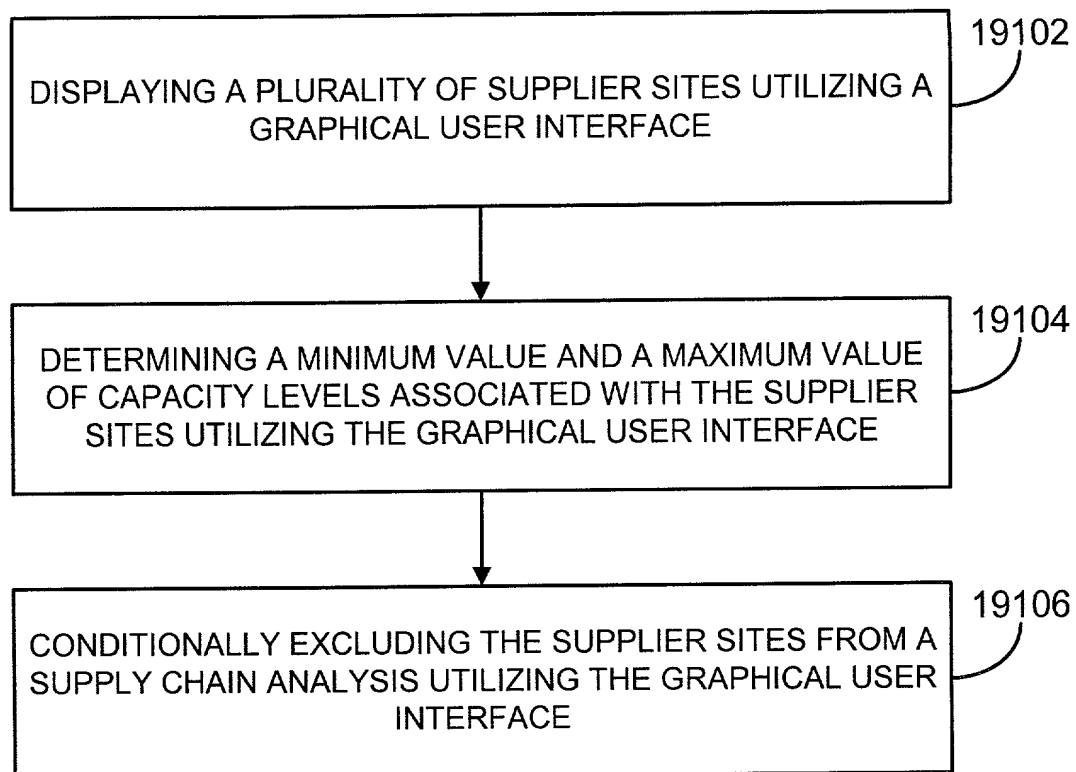 19102
DISPLAYING A PLURALITY OF SUPPLIER SITES UTILIZING A
GRAPHICAL USER INTERFACE
19104
DETERMINING A MINIMUM VALUE AND A MAXIMUM VALUE
OF CAPACITY LEVELS ASSOCIATED WITH THE SUPPLIER
SITES UTILIZING THE GRAPHICAL USER INTERFACE
19106
CONDITIONALLY EXCLUDING THE SUPPLIER SITES FROM A
SUPPLY CHAIN ANALYSIS UTILIZING THE GRAPHICAL USER
INTERFACE